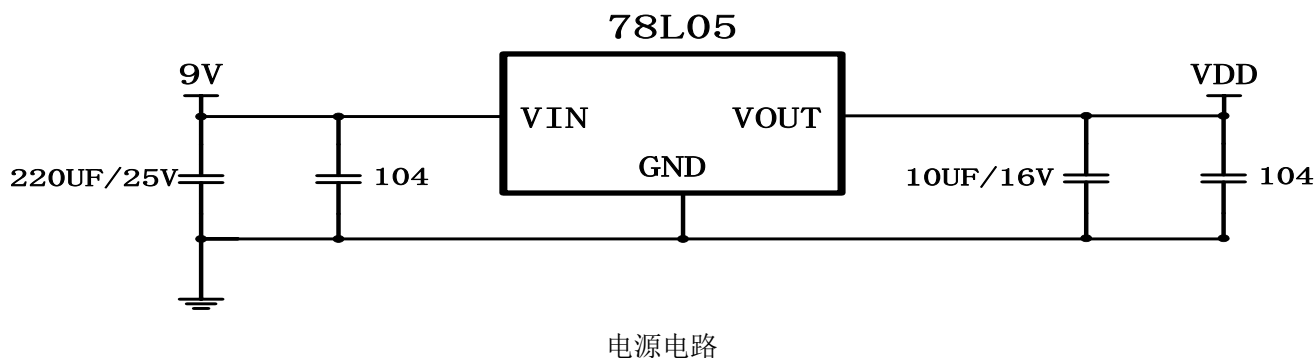 78L05
9V
VDD
VIN
VOUT
GND
220UF/25V
104
10UF/16V
104
电源电路